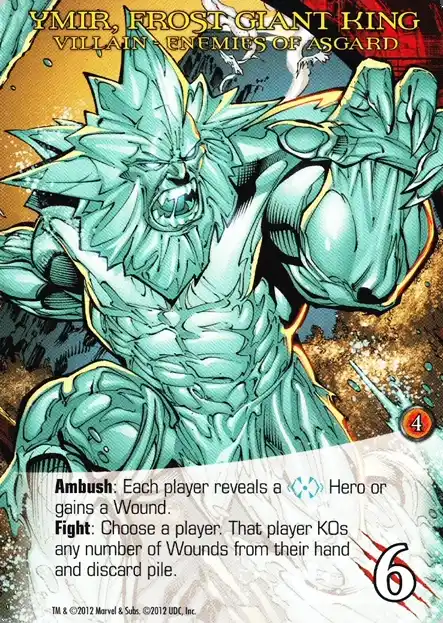 YMIR, FROST GIANT KING
VILLAIN - ENEMIES OF ASGARD
4
Ambush: Each player reveals a Hero or
gains a Wound.
Fight: Choose a player. That player KOs
any number of Wounds from their hand
and discard pile.
6
TM & ©2012 Marvel & Subs. ©2012 UDC, Inc.